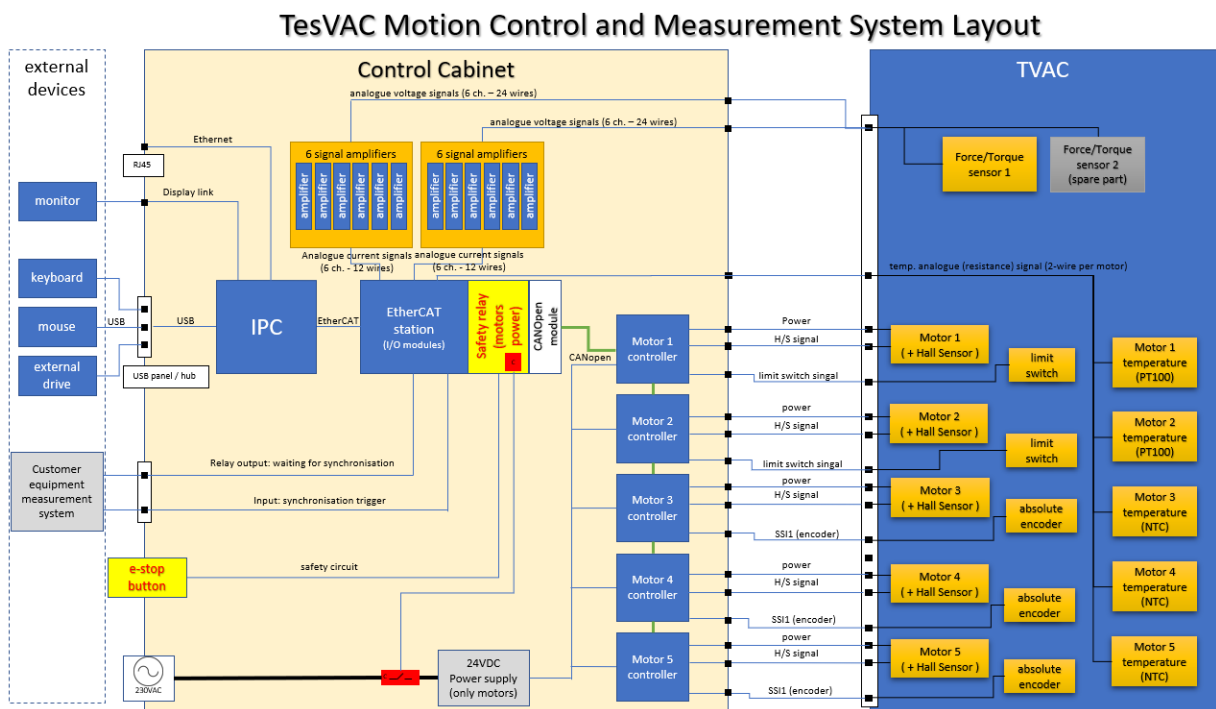 TesVAC Motion Control and Measurement System Layout
external
devices
Control Cabinet
TVAC
analogue voltage signals (6 ch. – 24 wires)
analogue voltage signals (6 ch. – 24 wires)
Ethernet
RJ45
6 signal amplifiers
amplifier
amplifier
amplifier
amplifier
amplifier
amplifier
6 signal amplifiers
amplifier
amplifier
amplifier
amplifier
amplifier
amplifier
Force/Torque
sensor 1
Force/Torque
sensor 2
(spare part)
monitor
Display link
Analogue current signals
(6 ch. - 12 wires)
analogue current signals
(6 ch. - 12 wires)
temp. analogue (resistance) signal (2-wire per motor)
keyboard
mouse
external
drive
USB
USB
USB panel / hub
IPC
EtherCAT
EtherCAT
station
(I/O modules)
Safety relay
(motors
power)
CANOpen
module
CANopen
Motor 1
controller
Power
H/S signal
limit switch singal
Motor 1
( + Hall Sensor )
limit
switch
Motor 1
temperature
(PT100)
Motor 2
controller
power
H/S signal
limit switch singal
Motor 2
( + Hall Sensor )
limit
switch
Motor 2
temperature
(PT100)
Customer
equipment
measurement
system
Relay output: waiting for synchronisation
Input: synchronisation trigger
Motor 3
controller
power
H/S signal
SSI1 (encoder)
Motor 3
( + Hall Sensor )
absolute
encoder
Motor 3
temperature
(NTC)
e-stop
button
safety circuit
Motor 4
controller
power
H/S signal
SSI1 (encoder)
Motor 4
( + Hall Sensor )
absolute
encoder
Motor 4
temperature
(NTC)
230VAC
24VDC
Power supply
(only motors)
Motor 5
controller
power
H/S signal
SSI1 (encoder)
Motor 5
( + Hall Sensor )
absolute
encoder
Motor 5
temperature
(NTC)